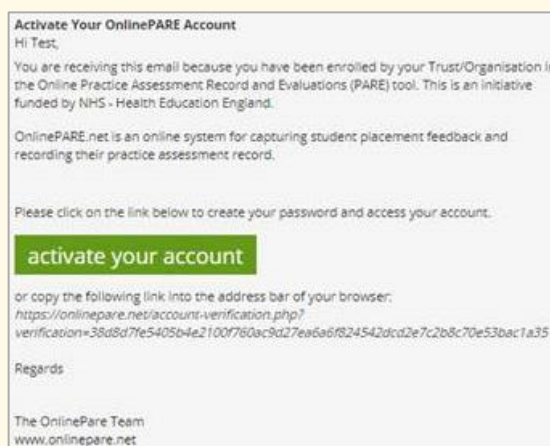 Activate Your OnlinePARE Account
Hi Test,
You are receiving this email because you have been enrolled by your Trust/Organisation i
the Online Practice Assessment Record and Evaluations (PARE) tool. This is an initiative
funded by NHS - Health Education England.
OnlinePARE.net is an online system for capturing student placement feedback and
recording their practice assessment record.
Please click on the link below to create your password and access your account.
activate your account
or copy the following link into the address bar of your browser:
https://onlinepare.net/account-verification.php?
verification=38d8d7fe5405b4e2100f760ac9d27ea6a6f824542dcd2e7c2b8c70e53bac1a35
Regards
The OnlinePare Team
www.onlinepare.net